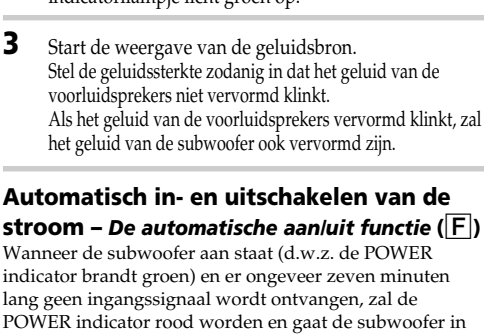 indicatorlampje licht groen op.
3 Start de weergave van de geluidsbron.
Stel de geluidssterkte zodanig in dat het geluid van de
voorluidsprekers niet vervormd klinkt.
Als het geluid van de voorluidsprekers vervormd klinkt, zal
het geluid van de subwoofer ook vervormd zijn.
Automatisch in- en uitschakelen van de
stroom – De automatische aan/uit functie (F)
Wanneer de subwoofer aan staat (d.w.z. de POWER
indicator brandt groen) en er ongeveer zeven minuten
lang geen ingangssignaal wordt ontvangen, zal de
POWER indicator rood worden en gaat de subwoofer in